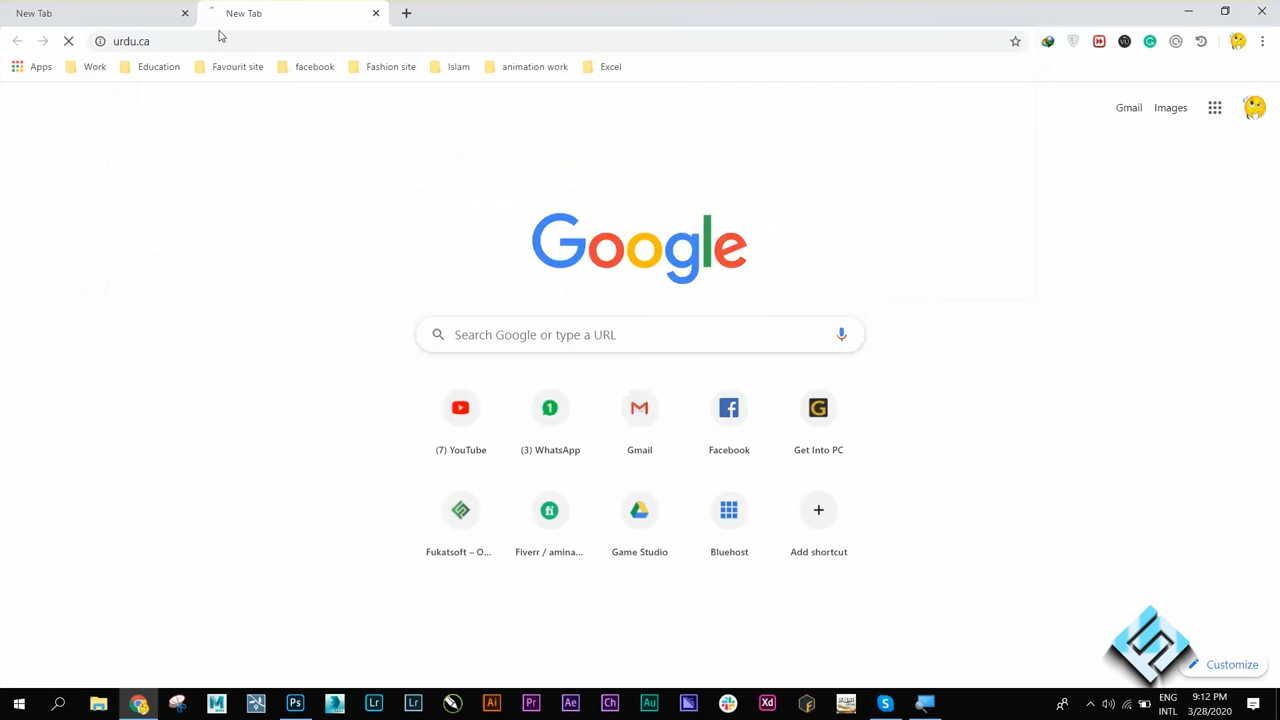 New Tab
New Tab
urdu.ca
Apps Work Education Favourit site facebook Fashion site Islam animation work Excel
Gmail Images
Google
Search Google or type a URL
(7) YouTube (3) WhatsApp Gmail Facebook Get Into PC
Fukatsoft – O... Fiverr / amina... Game Studio Bluehost Add shortcut
Customize
ENG 9:12 PM
INTL 3/28/2020